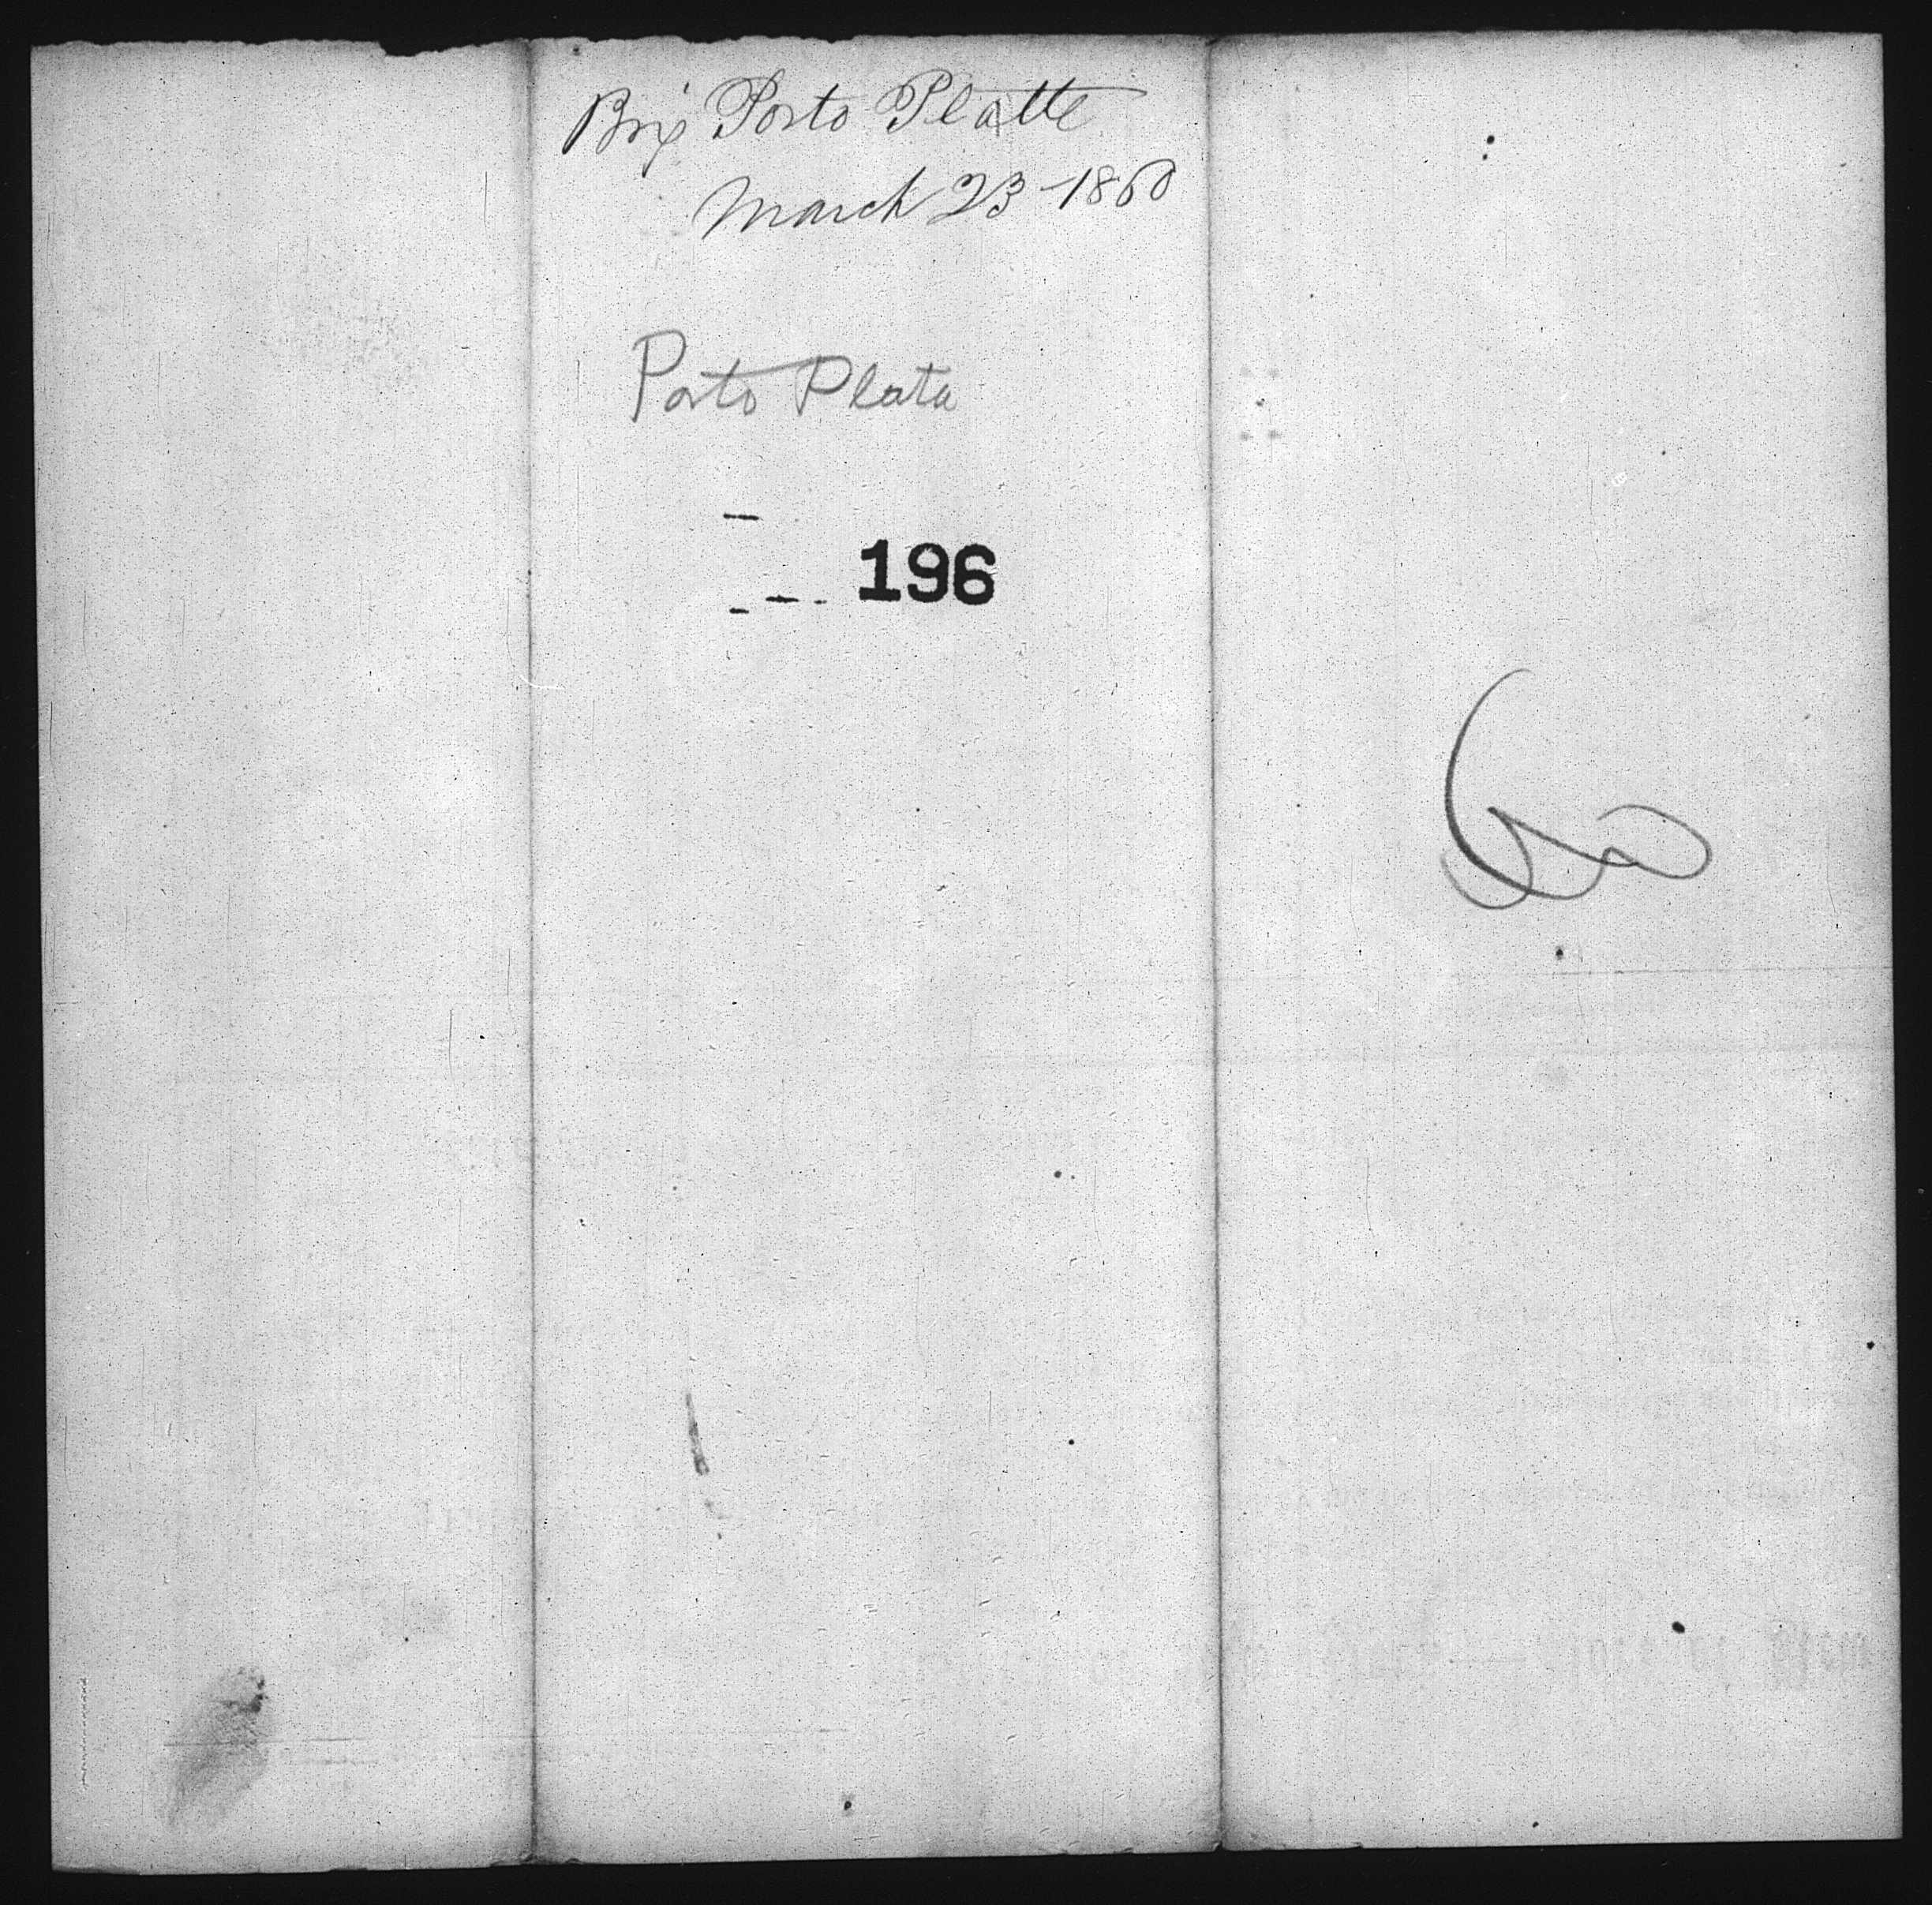 Brig Porto Platte
March 23-1860
Porto Plata
196